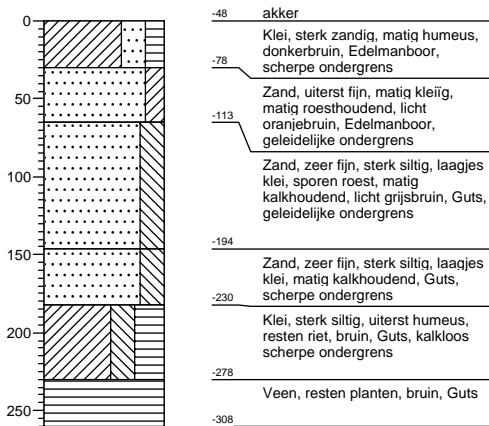 0
50
100
150
200
250
-48
akker
Klei, sterk zandig, matig humeus,
donkerbruin, Edelmanboor,
scherpe ondergrens
-78
Zand, uiterst fijn, matig kleiïg,
matig roesthoudend, licht
oranjebruin, Edelmanboor,
geleidelijke ondergrens
-113
Zand, zeer fijn, sterk siltig, laagjes
klei, sporen roest, matig
kalkhoudend, licht grijsbruin, Guts,
geleidelijke ondergrens
-194
Zand, zeer fijn, sterk siltig, laagjes
klei, matig kalkhoudend, Guts,
scherpe ondergrens
-230
Klei, sterk siltig, uiterst humeus,
resten riet, bruin, Guts, kalkloos
scherpe ondergrens
-278
Veen, resten planten, bruin, Guts
-308